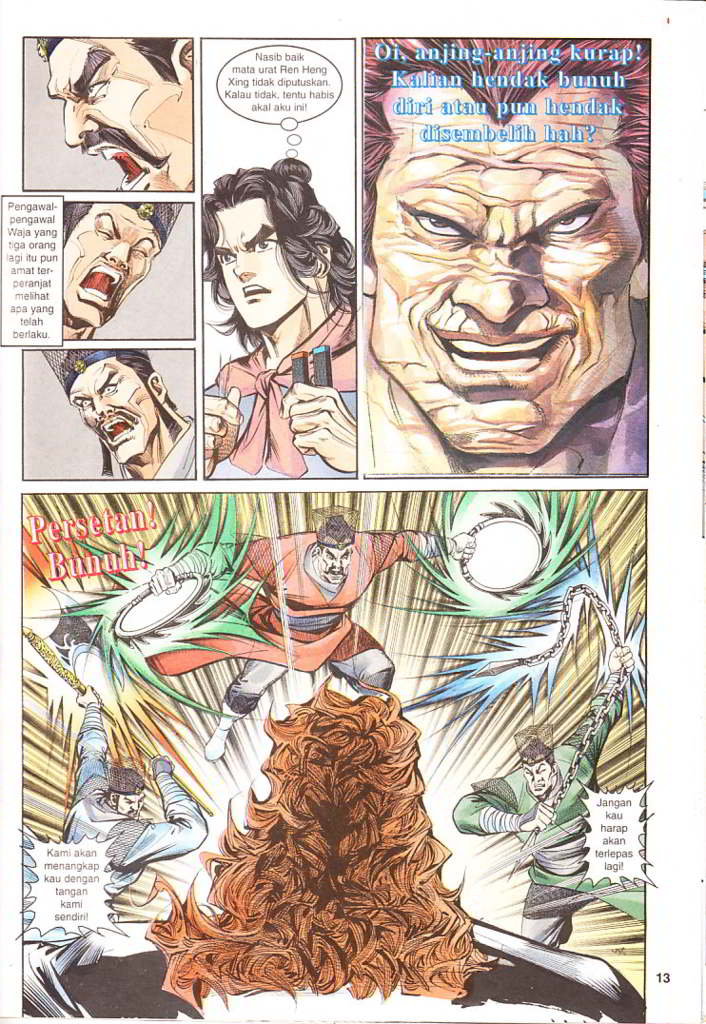 Nasib baik
mata urat Ren Heng
Xing tidak diputuskan.
Kalau tidak, tentu habis
akal aku ini!
Oi, anjing-anjing kurap!
Kalian hendak bunuh
diri atau pun hendak
disembelih hah?
Pengawal-
pengawal
Waja yang
tiga orang
lagi itu pun
amat ter-
peranjat
melihat
apa yang
telah
berlaku.
Persetan!
Bunuh!
Kami akan
menangkap
kau dengan
tangan
kami
sendiri!
Jangan
kau
harap
akan
terlepas
lagi!
13